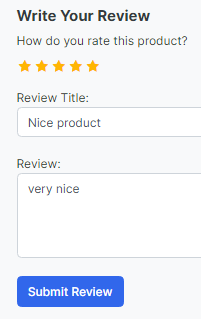 Write Your Review
How do you rate this product?
Review Title:
Nice product
Review:
very nice
Submit Review